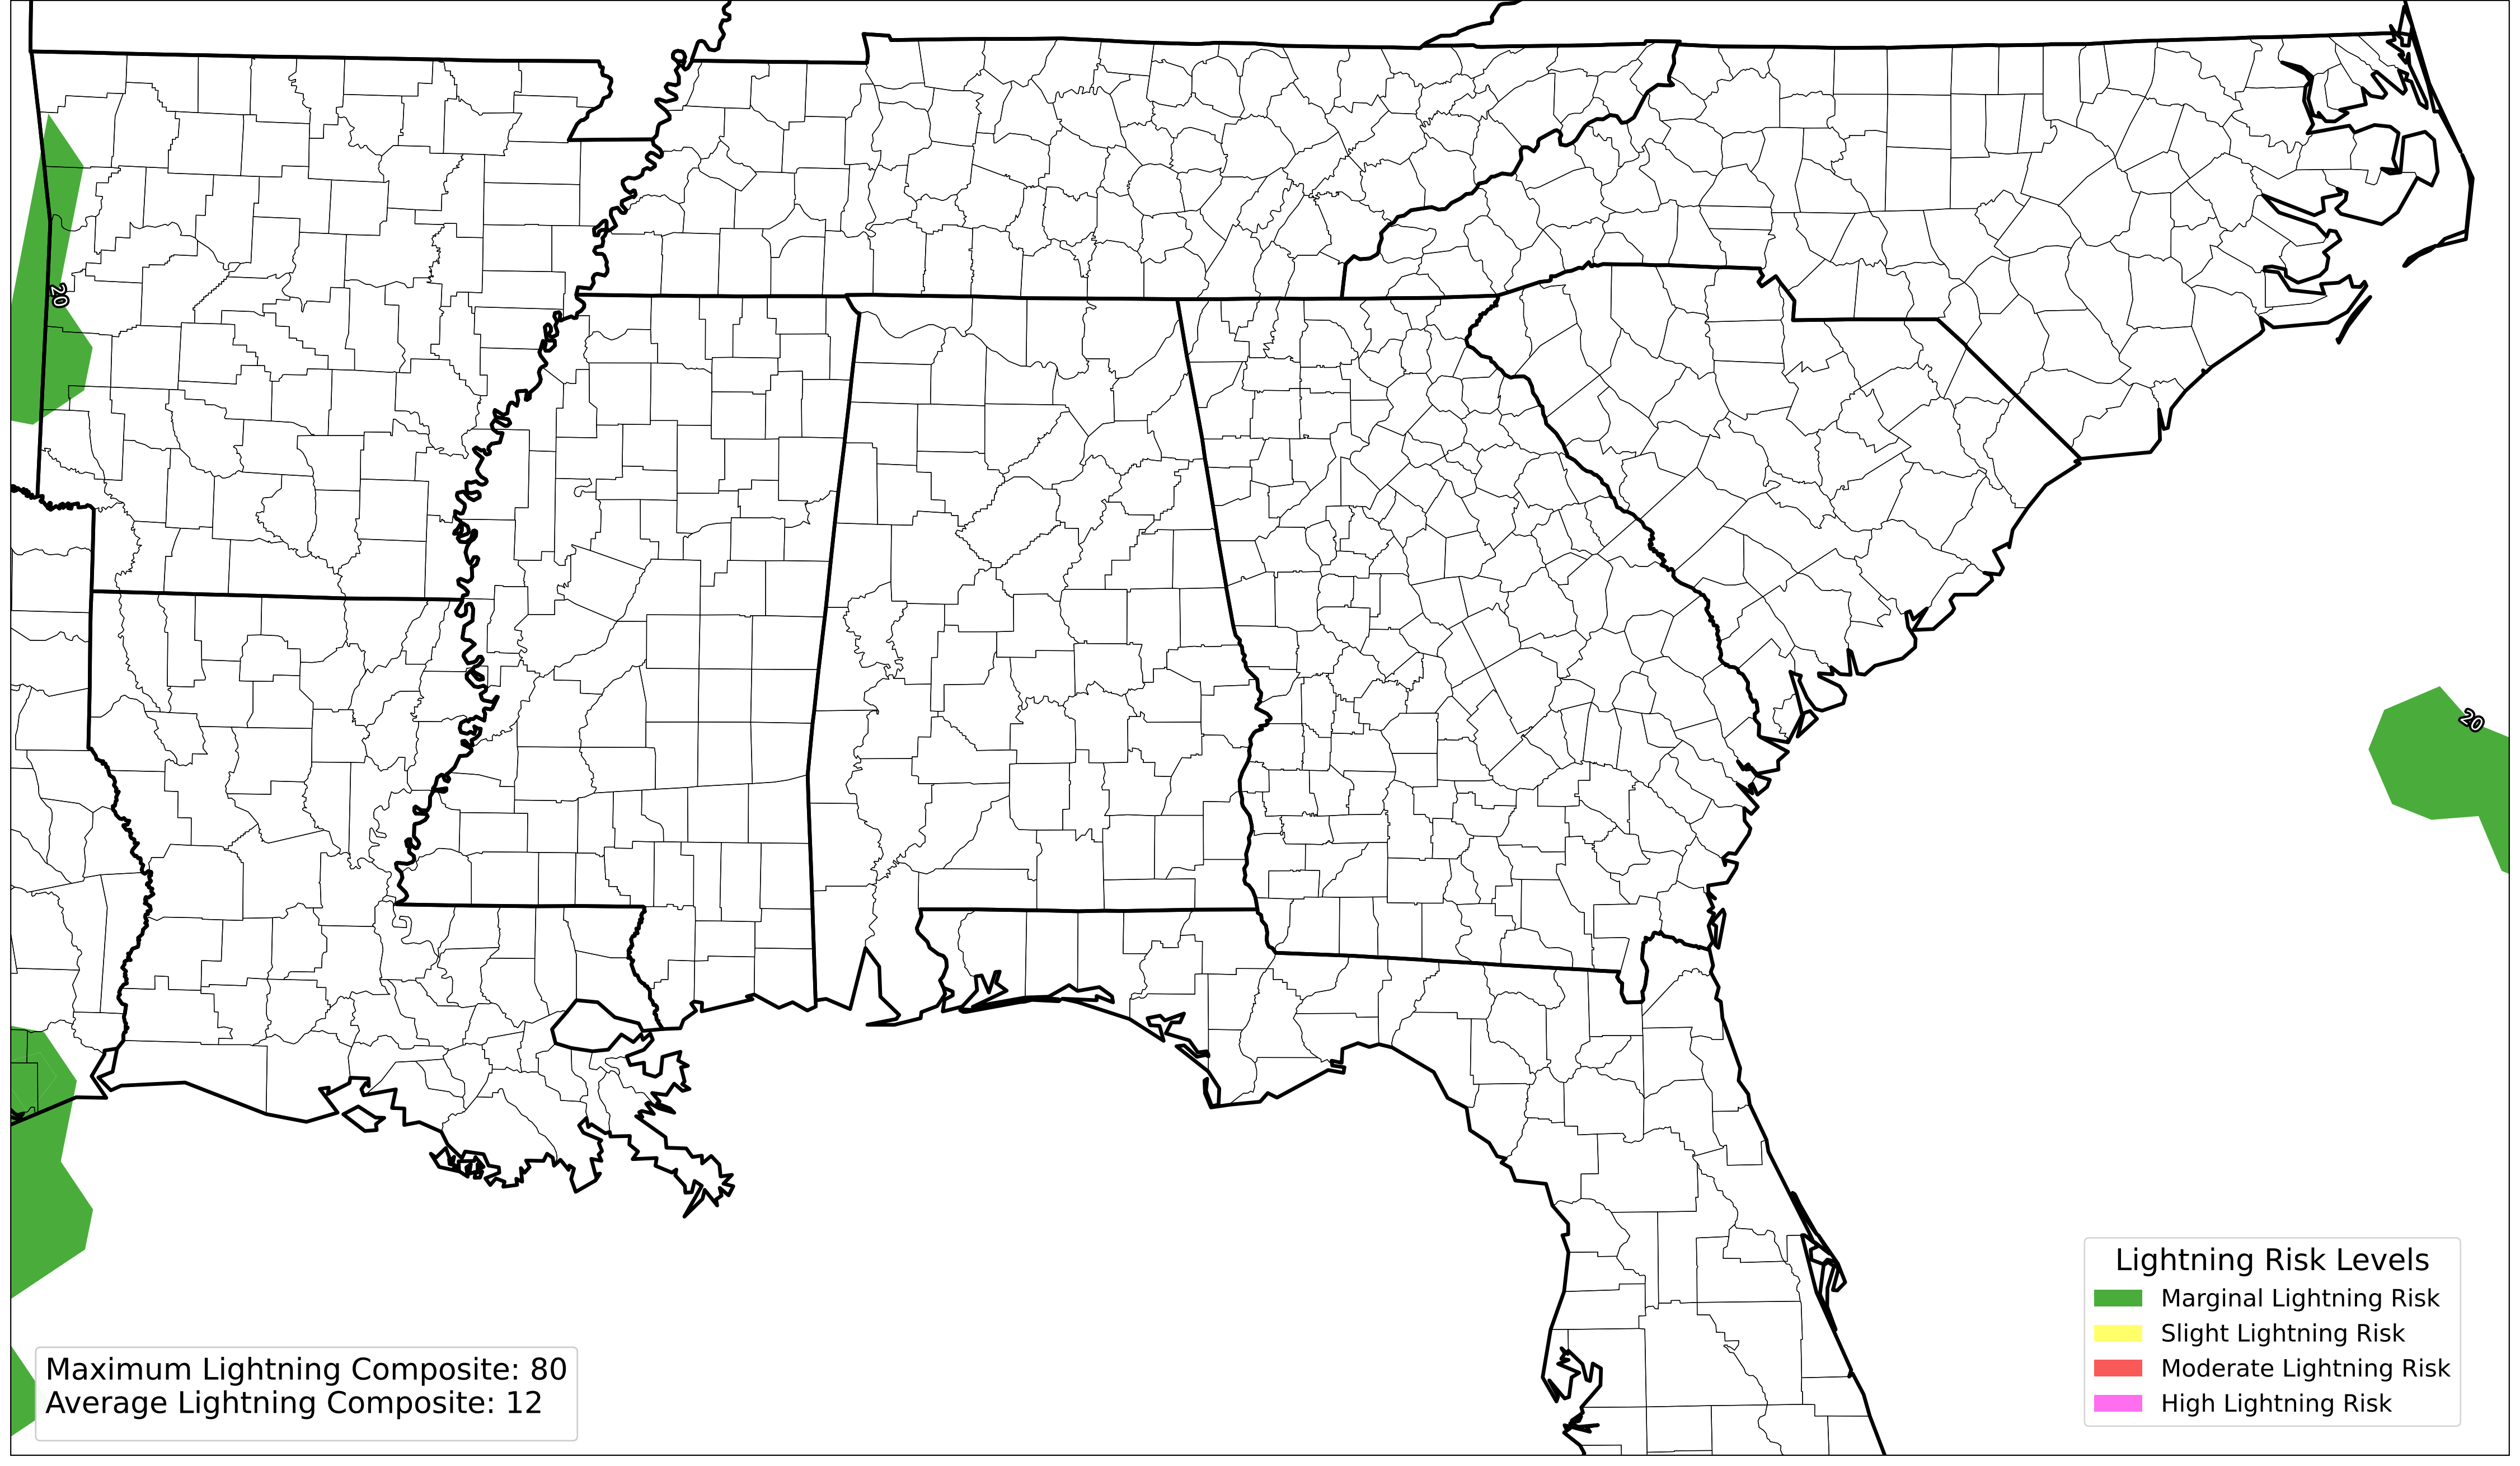 20
20
Maximum Lightning Composite: 80
Average Lightning Composite: 12
Lightning Risk Levels
Marginal Lightning Risk
Slight Lightning Risk
Moderate Lightning Risk
High Lightning Risk